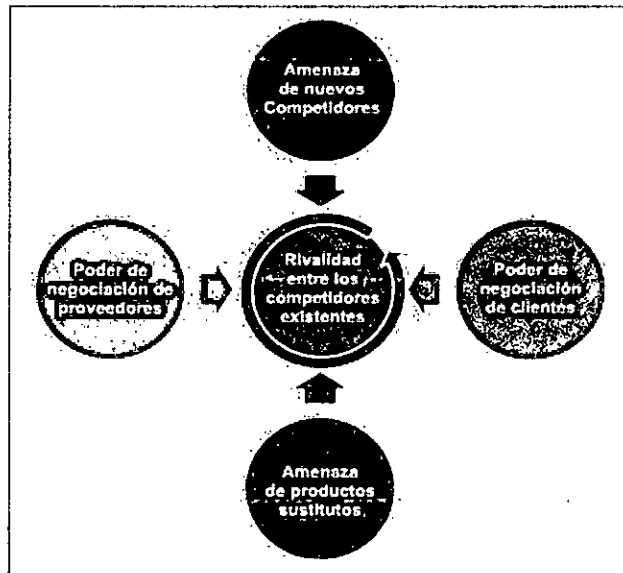 Amenaza
de nuevos
Competidores
Poder de
negociación de
proveedores
Rivalidad
entre los
competidores
existentes
Poder de
negociación
de clientes
Amenaza
de productos
sustitutos